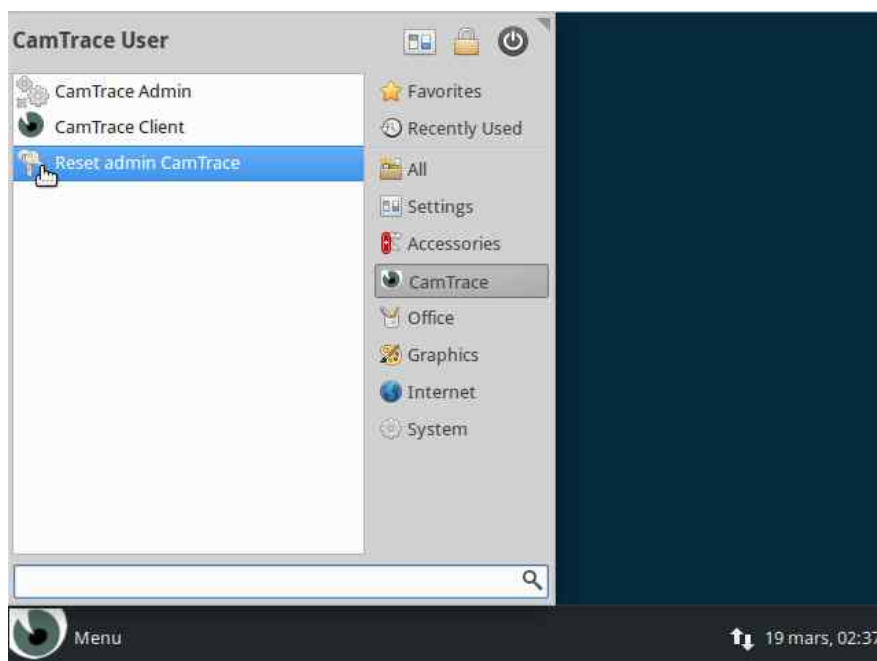 CamTrace User
CamTrace Admin
CamTrace Client
Reset admin CamTrace
Favorites
Recently Used
All
Settings
Accessories
CamTrace
Office
Graphics
Internet
System
Menu
19 mars, 02:37